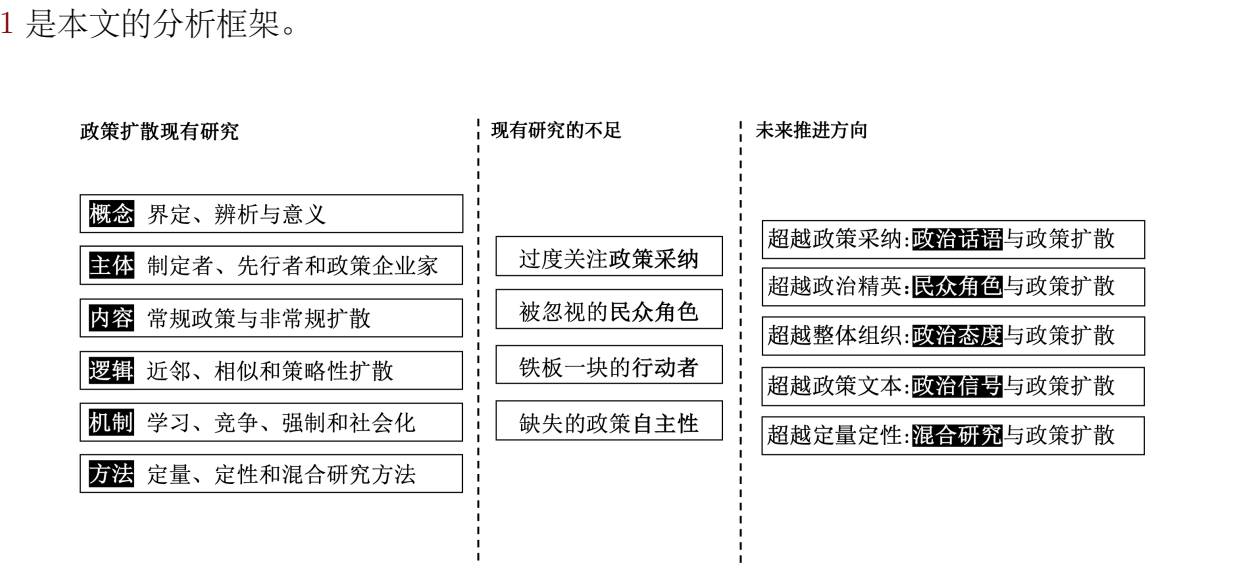 1 是本文的分析框架。
政策扩散现有研究
概念 界定、辨析与意义
主体 制定者、先行者和政策企业家
内容 常规政策与非常规扩散
逻辑 近邻、相似和策略性扩散
机制 学习、竞争、强制和社会化
方法 定量、定性和混合研究方法
现有研究的不足
过度关注政策采纳
被忽视的民众角色
铁板一块的行动者
缺失的政策自主性
未来推进方向
超越政策采纳:政治话语与政策扩散
超越政治精英:民众角色与政策扩散
超越整体组织:政治态度与政策扩散
超越政策文本:政治信号与政策扩散
超越定量定性:混合研究与政策扩散